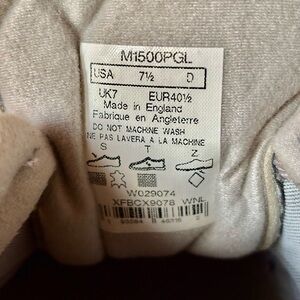 M1500PGL
USA 7½ D
UK7 EUR40½
Made in England
Fabrique en Angleterre
DO NOT MACHINE WASH
NE PAS LAVERA A LA MACHINE
S T Z
W029074
XFBCX9078 WNL